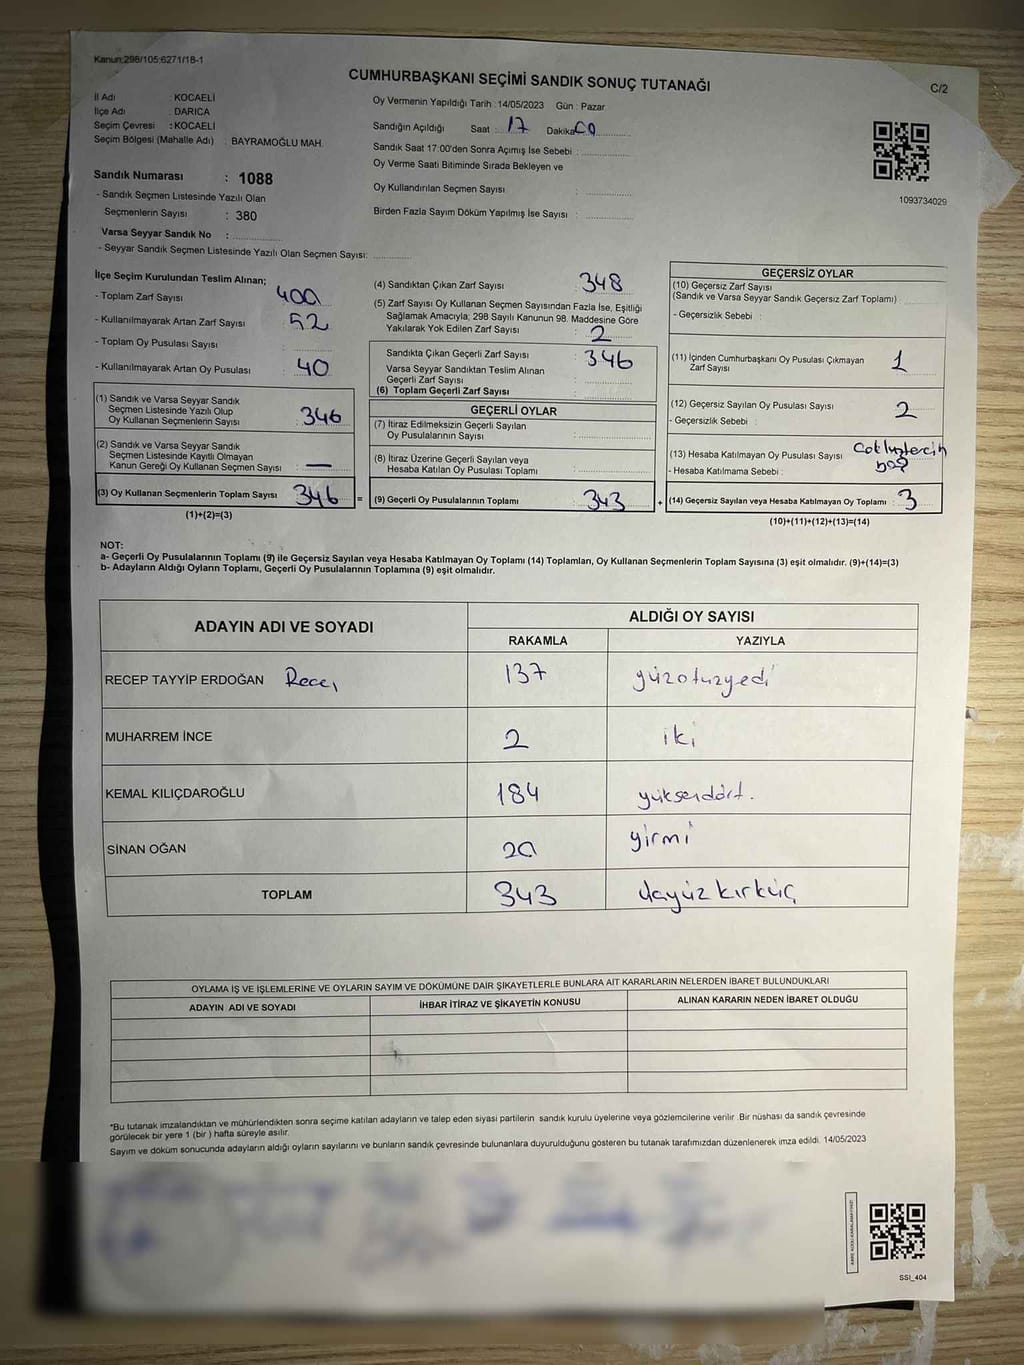 Kanun:298/105;6271/18-1
CUMHURBAŞKANI SEÇİMİ SANDIK SONUÇ TUTANAĞI
C/2
İl Adı : KOCAELİ
İlçe Adı : DARICA
Seçim Çevresi : KOCAELİ
Seçim Bölgesi (Mahalle Adı) : BAYRAMOĞLU MAH.
Oy Vermenin Yapıldığı Tarih : 14/05/2023 Gün : Pazar
Sandığın Açıldığı Saat : 17 Dakika
Sandık Saat 17:00'den Sonra Açımış İse Sebebi :
Oy Verme Saati Bitiminde Sırada Bekleyen ve
Oy Kullandırılan Seçmen Sayısı :
Birden Fazla Sayım Döküm Yapılmış İse Sayısı :
1093734029
Sandık Numarası : 1088
- Sandık Seçmen Listesinde Yazılı Olan
Seçmenlerin Sayısı : 380
Varsa Seyyar Sandık No :
- Seyyar Sandık Seçmen Listesinde Yazılı Olan Seçmen Sayısı:
İlçe Seçim Kurulundan Teslim Alınan;
- Toplam Zarf Sayısı 400
- Kullanılmayarak Artan Zarf Sayısı 52
- Toplam Oy Pusulası Sayısı :
- Kullanılmayarak Artan Oy Pusulası 40
(1) Sandık ve Varsa Seyyar Sandık
Seçmen Listesinde Yazılı Olup
Oy Kullanan Seçmenlerin Sayısı : 346
(2) Sandık ve Varsa Seyyar Sandık
Seçmen Listesinde Kayıtlı Olmayan
Kanun Gereği Oy Kullanan Seçmen Sayısı : —
(3) Oy Kullanan Seçmenlerin Toplam Sayısı 346 =
(1)+(2)=(3)
(4) Sandıktan Çıkan Zarf Sayısı : 348
(5) Zarf Sayısı Oy Kullanan Seçmen Sayısından Fazla İse, Eşitliği
Sağlamak Amacıyla; 298 Sayılı Kanunun 98. Maddesine Göre
Yakılarak Yok Edilen Zarf Sayısı : 2
Sandıkta Çıkan Geçerli Zarf Sayısı : 346
Varsa Seyyar Sandıktan Teslim Alınan
Geçerli Zarf Sayısı :
(6) Toplam Geçerli Zarf Sayısı :
GEÇERLİ OYLAR
(7) İtiraz Edilmeksizin Geçerli Sayılan
Oy Pusulalarının Sayısı :
(8) İtiraz Üzerine Geçerli Sayılan veya
Hesaba Katılan Oy Pusulası Toplamı :
(9) Geçerli Oy Pusulalarının Toplamı : 343 +
GEÇERSİZ OYLAR
(10) Geçersiz Zarf Sayısı
(Sandık ve Varsa Seyyar Sandık Geçersiz Zarf Toplamı) :
- Geçersizlik Sebebi :
(11) İçinden Cumhurbaşkanı Oy Pusulası Çıkmayan
Zarf Sayısı : 1
(12) Geçersiz Sayılan Oy Pusulası Sayısı : 2
- Geçersizlik Sebebi :
(13) Hesaba Katılmayan Oy Pusulası Sayısı
- Hesaba Katılmama Sebebi :
(14) Geçersiz Sayılan veya Hesaba Katılmayan Oy Toplamı : 3
(10)+(11)+(12)+(13)=(14)
NOT:
a- Geçerli Oy Pusulalarının Toplamı (9) ile Geçersiz Sayılan veya Hesaba Katılmayan Oy Toplamı (14) Toplamları, Oy Kullanan Seçmenlerin Toplam Sayısına (3) eşit olmalıdır. (9)+(14)=(3)
b- Adayların Aldığı Oyların Toplamı, Geçerli Oy Pusulalarının Toplamına (9) eşit olmalıdır.
ADAYIN ADI VE SOYADI
ALDIĞI OY SAYISI
RAKAMLA YAZIYLA
RECEP TAYYİP ERDOĞAN 137 yüzotuzyedi
MUHARREM İNCE 2 iki
KEMAL KILIÇDAROĞLU 184 yüksendört.
SİNAN OĞAN 20 yirmi
TOPLAM 343
OYLAMA İŞ VE İŞLEMLERİNE VE OYLARIN SAYIM VE DÖKÜMÜNE DAİR ŞİKAYETLERLE BUNLARA AİT KARARLARIN NELERDEN İBARET BULUNDUKLARI
ADAYIN ADI VE SOYADI İHBAR İTİRAZ VE ŞİKAYETİN KONUSU ALINAN KARARIN NEDEN İBARET OLDUĞU
*Bu tutanak imzalandıktan ve mühürlendikten sonra seçime katılan adayların ve talep eden siyasi partilerin sandık kurulu üyelerine veya gözlemcilerine verilir. Bir nüshası da sandık çevresinde
görülecek bir yere 1 (bir) hafta süreyle asılır.
Sayım ve döküm sonucunda adayların aldığı oyların sayılarını ve bunların sandık çevresinde bulunanlara duyurulduğunu gösteren bu tutanak tarafımızdan düzenlenerek imza edildi. 14/05/2023
SSI_404